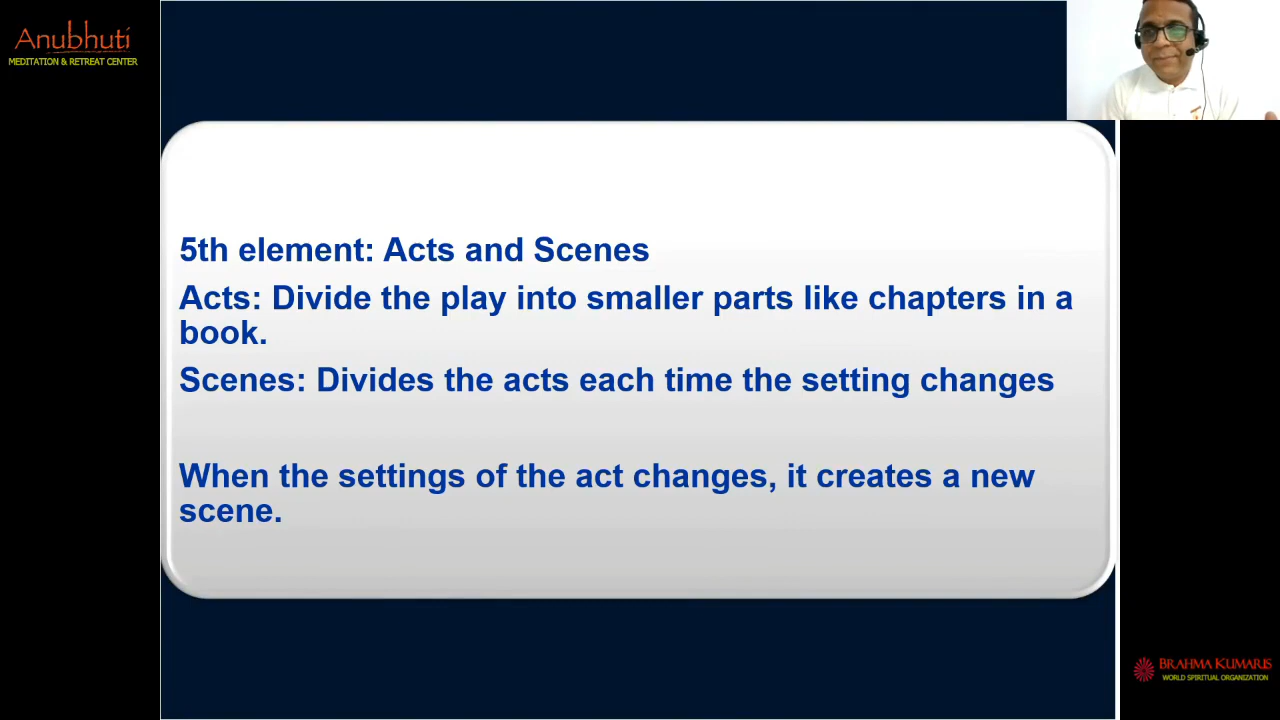 Anubhuti
MEDITATION & RETREAT CENTER
5th element: Acts and Scenes
Acts: Divide the play into smaller parts like chapters in a
book.
Scenes: Divides the acts each time the setting changes
When the settings of the act changes, it creates a new
scene.
BRAHMA KUMARIS
WORLD SPIRITUAL ORGANIZATION